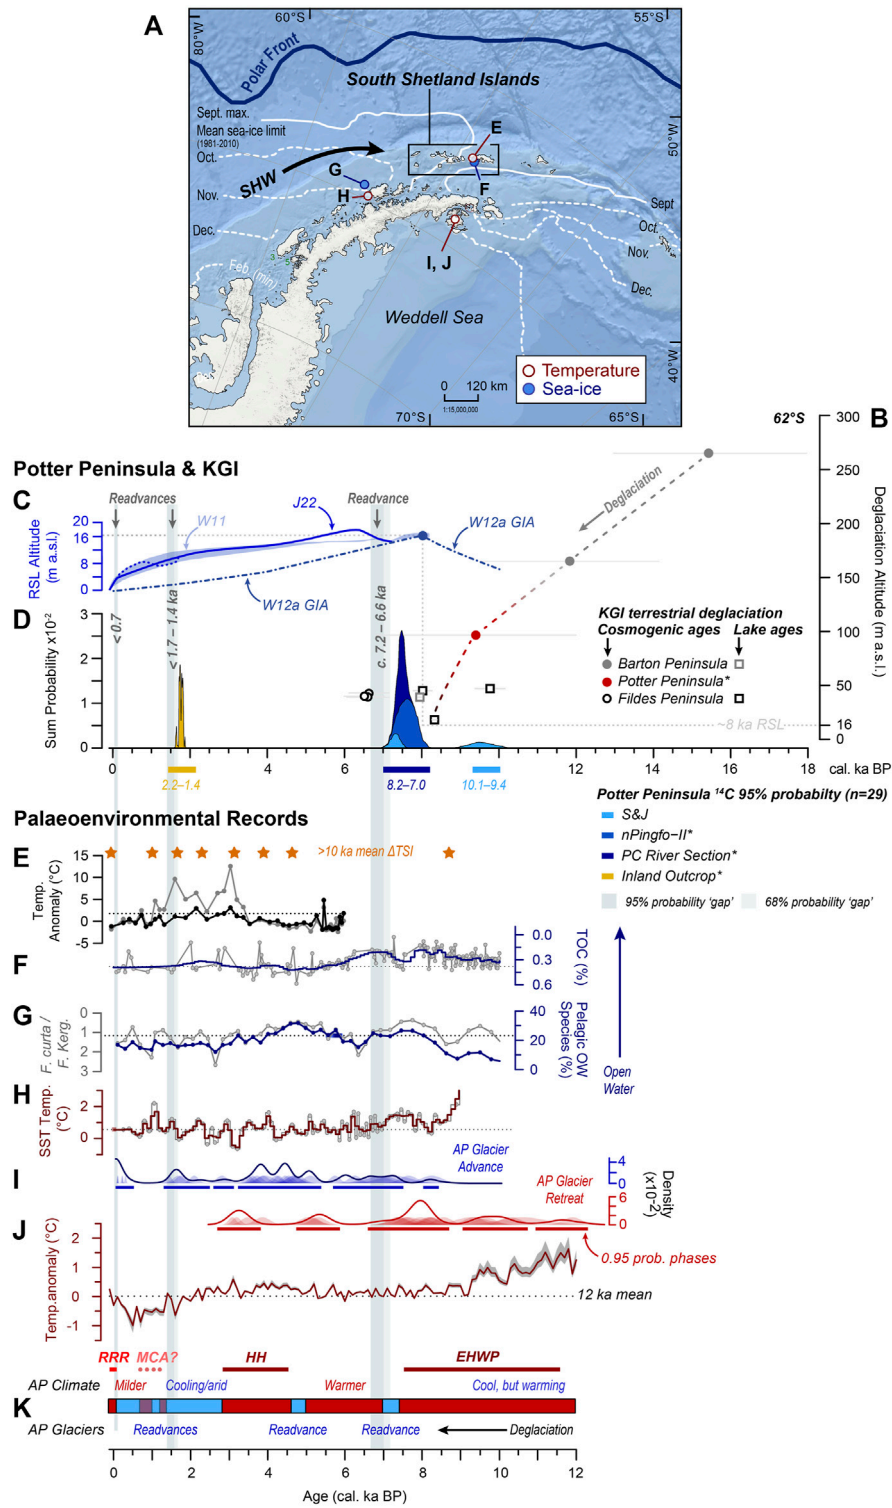 A
60°S
55°S
80°W
Polar Front
South Shetland Islands
Sept. max.
Mean sea-ice limit
(1981-2010)
Oct.
50°W
E
SHW
G
F
H
Nov.
Sept
Dec.
Oct.
Nov.
I, J
Feb. (min)
Dec.
Weddell Sea
Temperature
Sea-ice
40°W
0 120 km
1:15,000,000
70°S
65°S
62°S
B
300
250
200
150
100
50
16
0
Deglaciation Altitude (m a.s.l.)
Deglaciation
Potter Peninsula & KGI
C
Readvances
Readvance
J22
W11
W12a GIA
W12a GIA
RSL Altitude
(m a.s.l.)
20
16
8
0
D
Sum Probability x10-2
3
2
1
0
< 0.7
< 1.7 – 1.4 ka
c. 7.2 – 6.6 ka
KGI terrestrial deglaciation
Cosmogenic ages
Lake ages
Barton Peninsula
Potter Peninsula*
Fildes Peninsula
~8 ka RSL
0
4
6
12
14
16
18
cal. ka BP
2.2–1.4
8.2–7.0
10.1–9.4
Potter Peninsula 14C 95% probabilty (n=29)
S&J
nPingfo–II*
PC River Section*
Inland Outcrop*
95% probability ‘gap’
68% probability ‘gap’
Palaeoenvironmental Records
E
Temp.
Anomaly (°C)
15
10
5
0
-5
>10 ka mean ΔTSI
F
0.0
0.3
0.6
TOC (%)
G
F. curta /
F. Kerg.
0
1
2
3
40
20
0
Pelagic OW
Species (%)
Open
Water
H
SST Temp.
(°C)
2
0
I
AP Glacier
Advance
4
0
Density
(x10-2)
AP Glacier
Retreat
6
0
0.95 prob. phases
J
Temp.anomaly (°C)
2
1
0
-1
12 ka mean
RRR
MCA?
HH
EHWP
AP Climate
Milder
Cooling/arid
Warmer
Cool, but warming
K
AP Glaciers
Readvances
Readvance
Readvance
Deglaciation
0
2
4
6
8
10
12
Age (cal. ka BP)